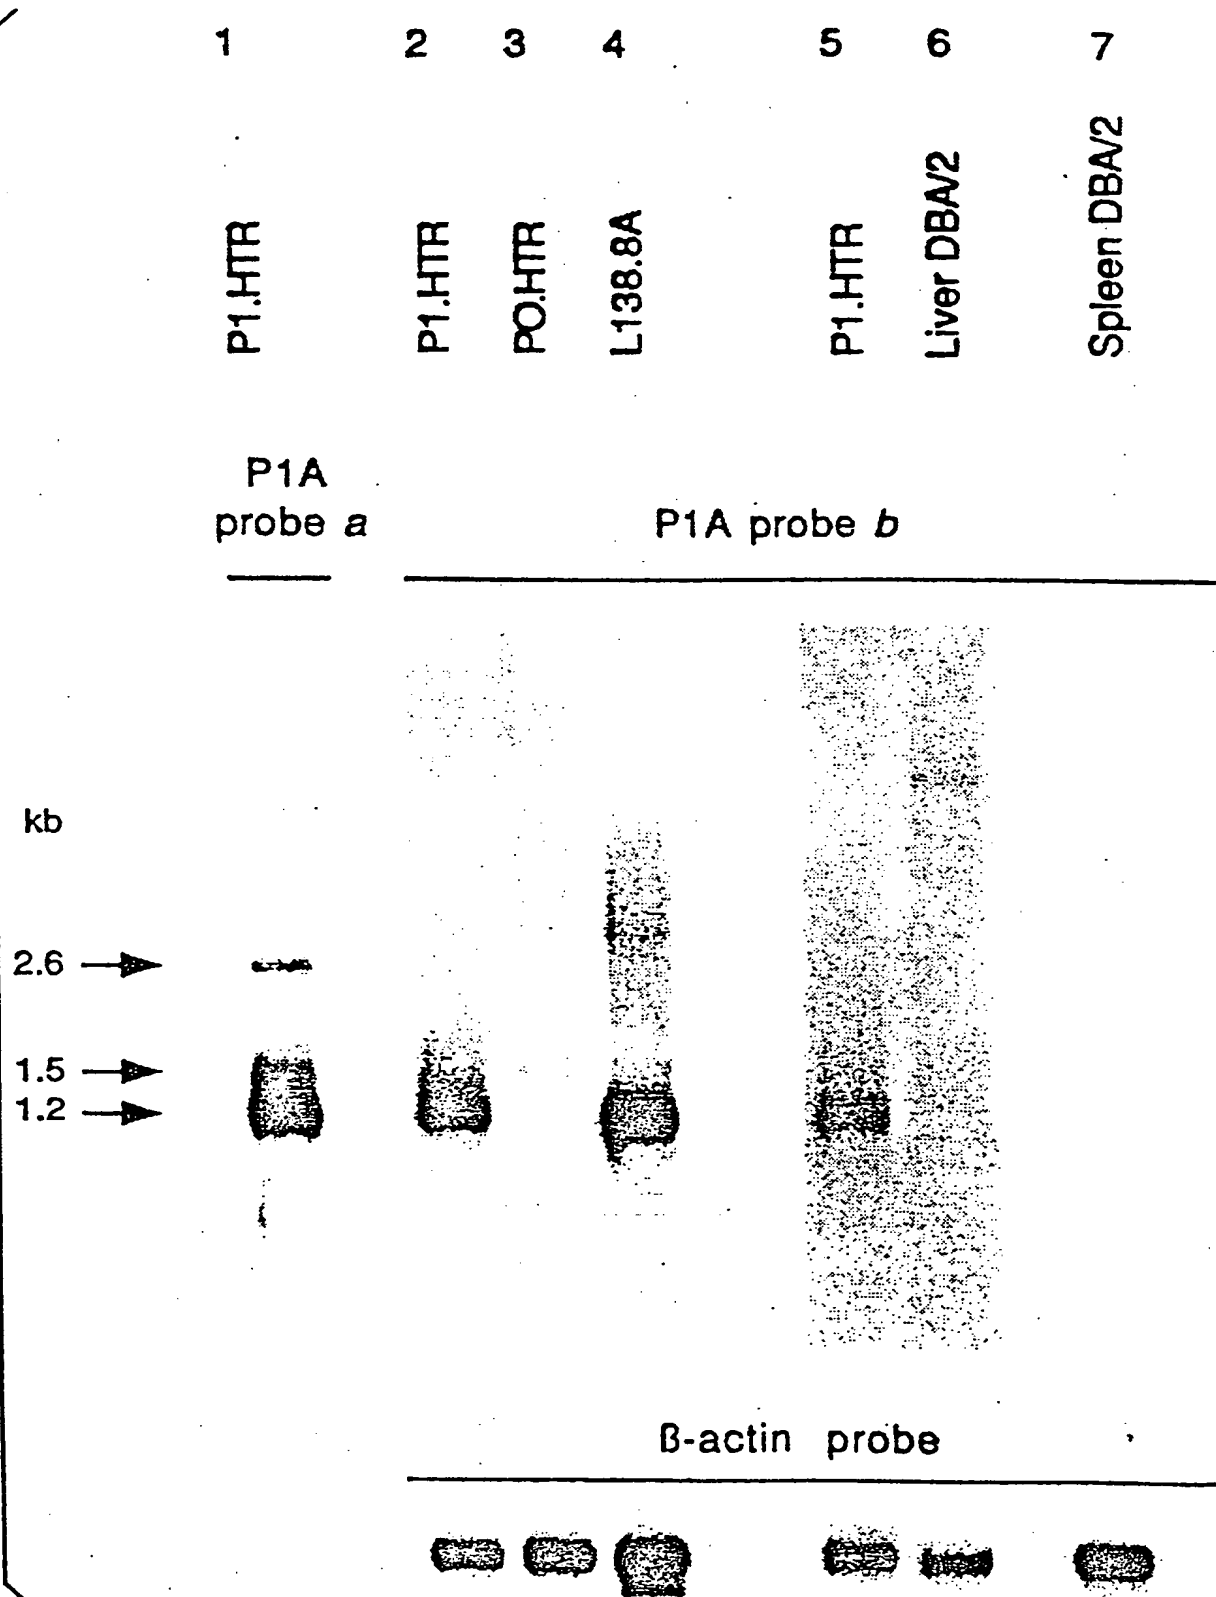 1 2 3 4 5 6 7
P1.HTR
P1.HTR
PO.HTR
L138.8A
P1.HTR
Liver DBA/2
Spleen DBA/2
P1A
probe a
P1A probe b
kb
2.6
1.5
1.2
β-actin probe